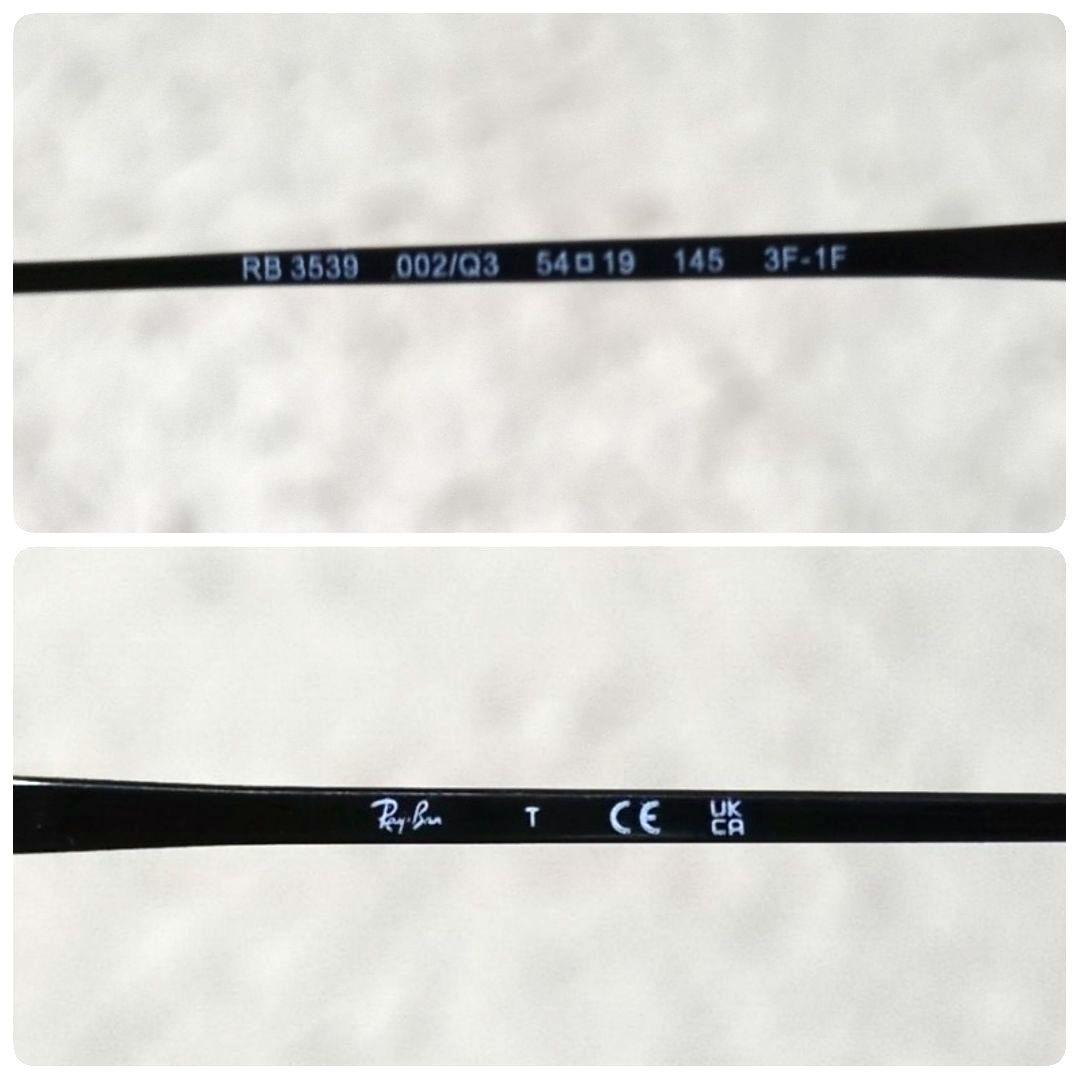 RB 3539 002/Q3 54□19 145 3F-1F
Ray-Ban T CE UK
CA